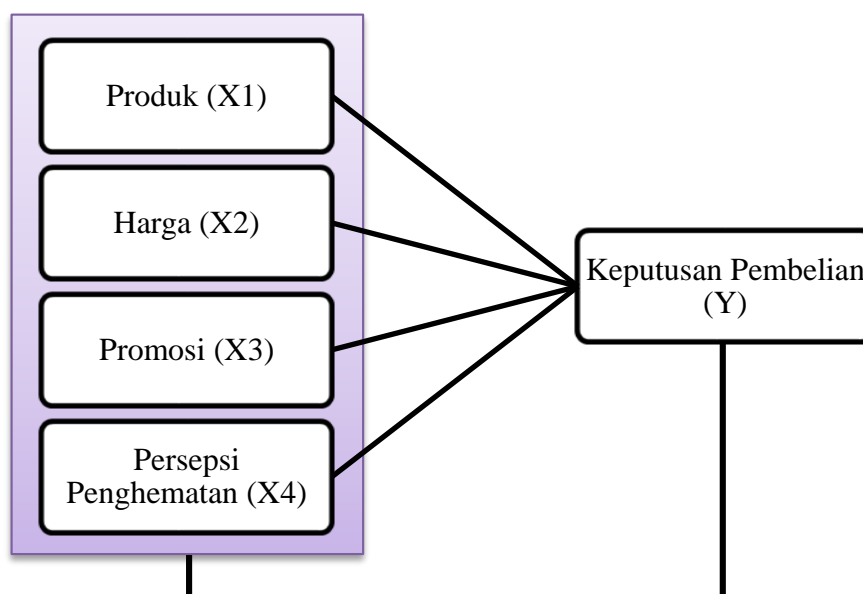 Produk (X1)
Harga (X2)
Promosi (X3)
Persepsi
Penghematan (X4)
Keputusan Pembelian
(Y)